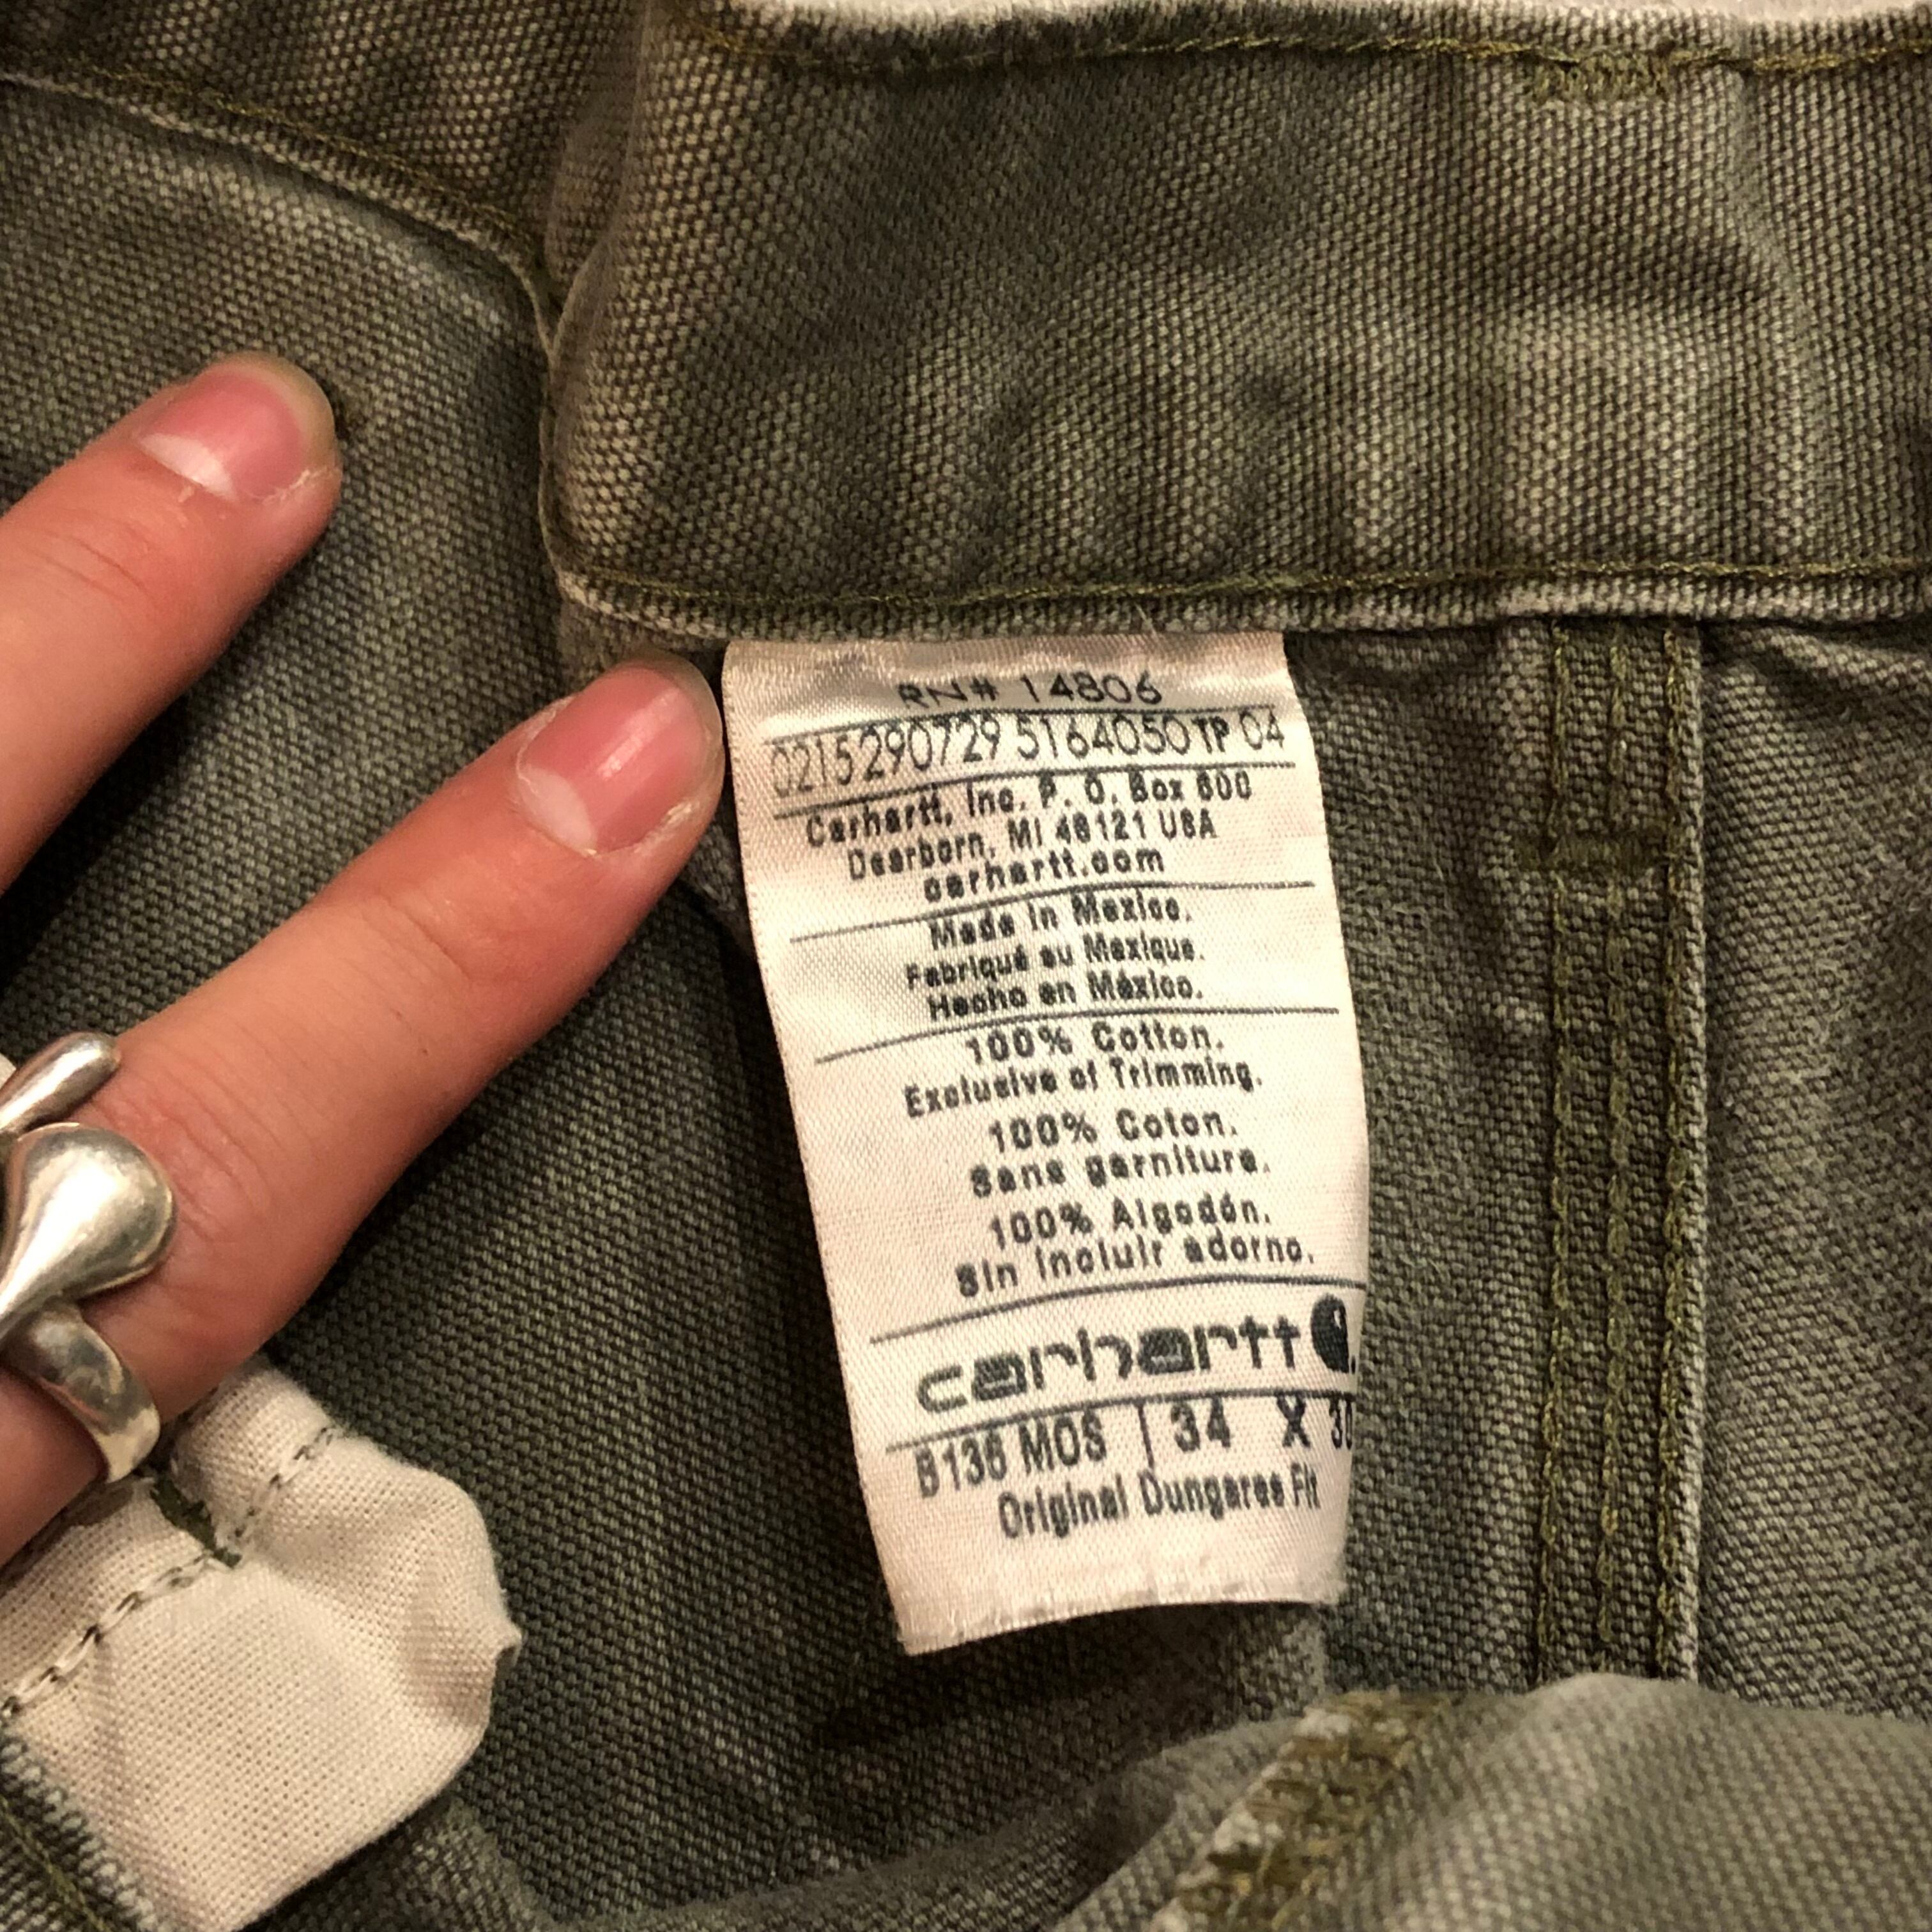 RN# 14806
0215290729 5164050 TP 04
Carhartt, Inc. P. O. Box 600
Dearborn, MI 48121 USA
carhartt.com
Made in Mexico.
Fabriqué au Mexique.
Hecho en México.
100% Cotton.
Exclusive of Trimming.
100% Coton.
Sans garniture.
100% Algodón.
Sin incluir adorno.
carhartt
B136 MOS | 34 X 30
Original Dungaree Fit